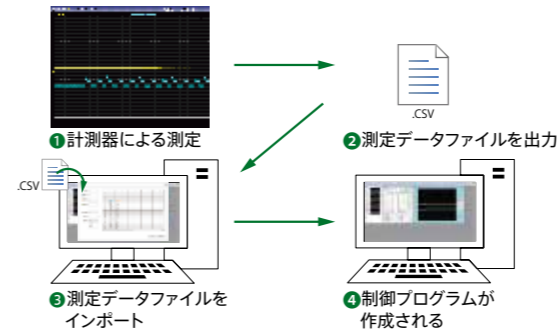 ❶計測器による測定
.CSV
❷測定データファイルを出力
.CSV
❸測定データファイルを
インポート
❹制御プログラムが
作成される